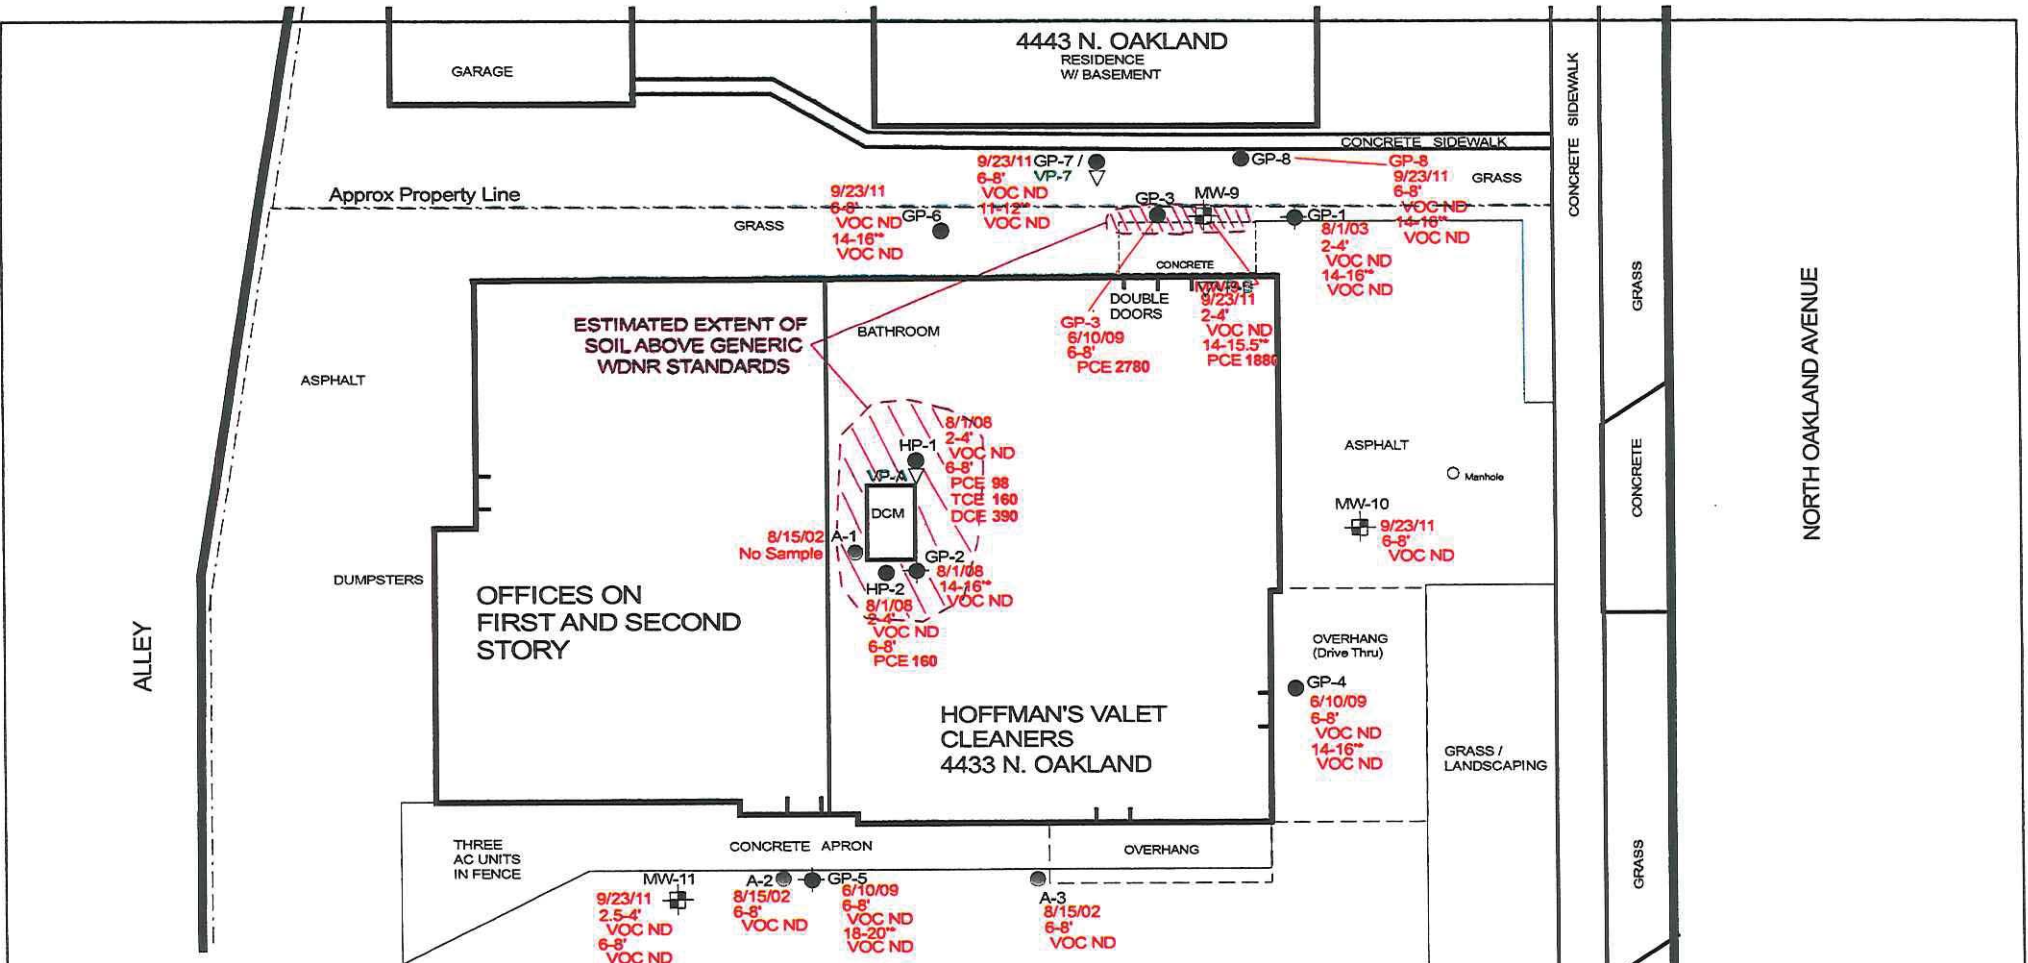 4443 N. OAKLAND
RESIDENCE
W/ BASEMENT
GARAGE
CONCRETE SIDEWALK
CONCRETE SIDEWALK
Approx Property Line
GRASS
GRASS
9/23/11
6-8'
VOC ND
14-16'**
VOC ND
GP-6
9/23/11
6-8'
VOC ND
11-12'**
VOC ND
GP-7 /
VP-7
GP-8
GP-8
9/23/11
6-8'
VOC ND
14-16'**
VOC ND
GP-3
MW-9
GP-1
8/1/03
2-4'
VOC ND
14-16'**
VOC ND
CONCRETE
DOUBLE
DOORS
9/23/11
2-4'
VOC ND
14-15.5'**
PCE 1880
GP-3
6/10/09
6-8'
PCE 2780
BATHROOM
ESTIMATED EXTENT OF
SOIL ABOVE GENERIC
WDNR STANDARDS
ASPHALT
HP-1
8/1/08
2-4'
VOC ND
6-8'
PCE 98
TCE 160
DCE 390
VP-A
DCM
8/15/02
No Sample
A-1
GP-2
8/1/08
14-16'**
VOC ND
HP-2
8/1/08
2-4'
VOC ND
6-8'
PCE 160
ASPHALT
Manhole
MW-10
9/23/11
6-8'
VOC ND
DUMPSTERS
OFFICES ON
FIRST AND SECOND
STORY
HOFFMAN'S VALET
CLEANERS
4433 N. OAKLAND
OVERHANG
(Drive Thru)
GP-4
6/10/09
6-8'
VOC ND
14-16'**
VOC ND
GRASS /
LANDSCAPING
ALLEY
GRASS
CONCRETE
GRASS
NORTH OAKLAND AVENUE
THREE
AC UNITS
IN FENCE
CONCRETE APRON
OVERHANG
MW-11
9/23/11
2.5-4'
VOC ND
6-8'
VOC ND
A-2
8/15/02
6-8'
VOC ND
GP-5
6/10/09
6-8'
VOC ND
18-20'**
VOC ND
A-3
8/15/02
6-8'
VOC ND